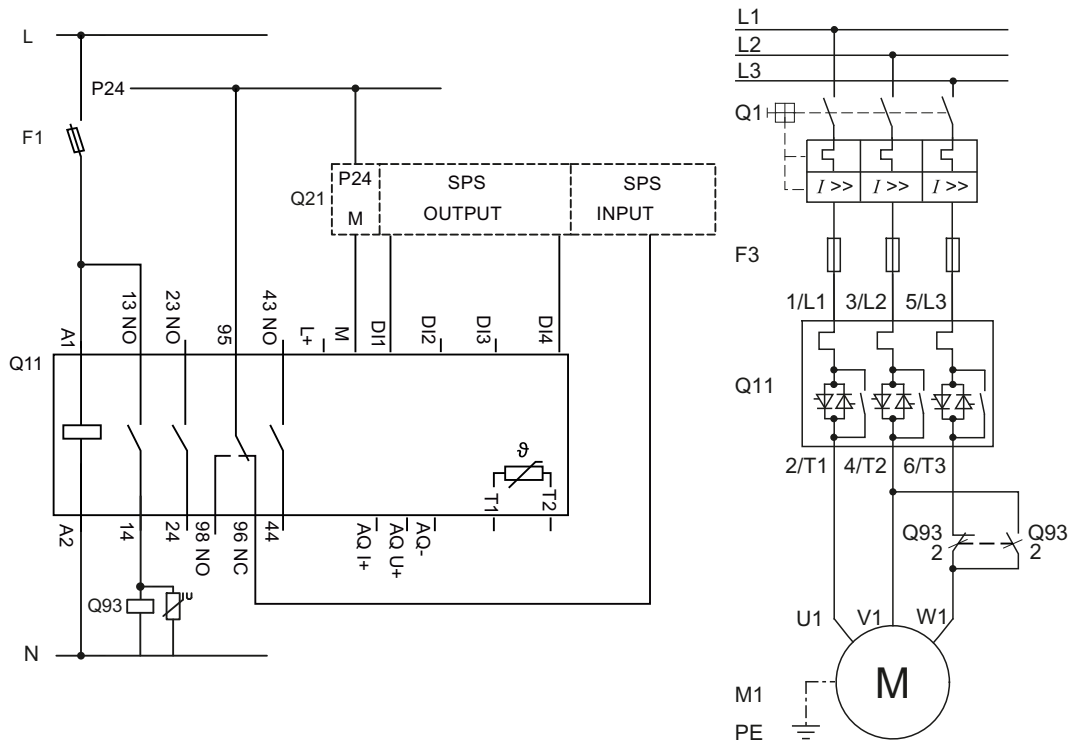 L
P24
F1
Q21
P24
M
SPS
OUTPUT
SPS
INPUT
A1
13 NO
23 NO
95
43 NO
L+
M
DI1
DI2
DI3
DI4
Q11
ϑ
T1
T2
A2
14
24
98 NO
96 NC
44
AQ I+
AQ U+
AQ-
Q93
U
N
L1
L2
L3
Q1
I >>
I >>
I >>
F3
1/L1
3/L2
5/L3
Q11
2/T1
4/T2
6/T3
Q93
2
Q93
2
U1
V1
W1
M
M1
PE